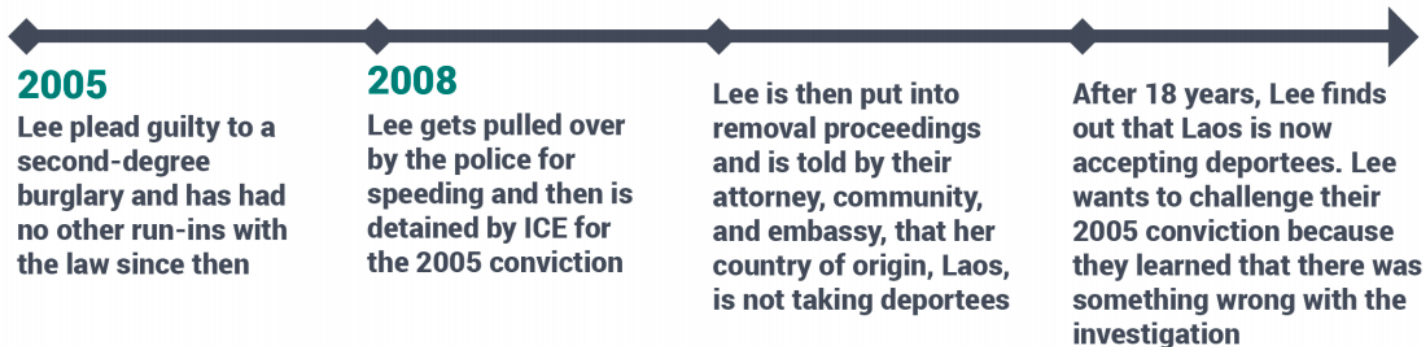 2005
Lee plead guilty to a
second-degree
burglary and has had
no other run-ins with
the law since then
2008
Lee gets pulled over
by the police for
speeding and then is
detained by ICE for
the 2005 conviction
Lee is then put into
removal proceedings
and is told by their
attorney, community,
and embassy, that her
country of origin, Laos,
is not taking deportees
After 18 years, Lee finds
out that Laos is now
accepting deportees. Lee
wants to challenge their
2005 conviction because
they learned that there was
something wrong with the
investigation